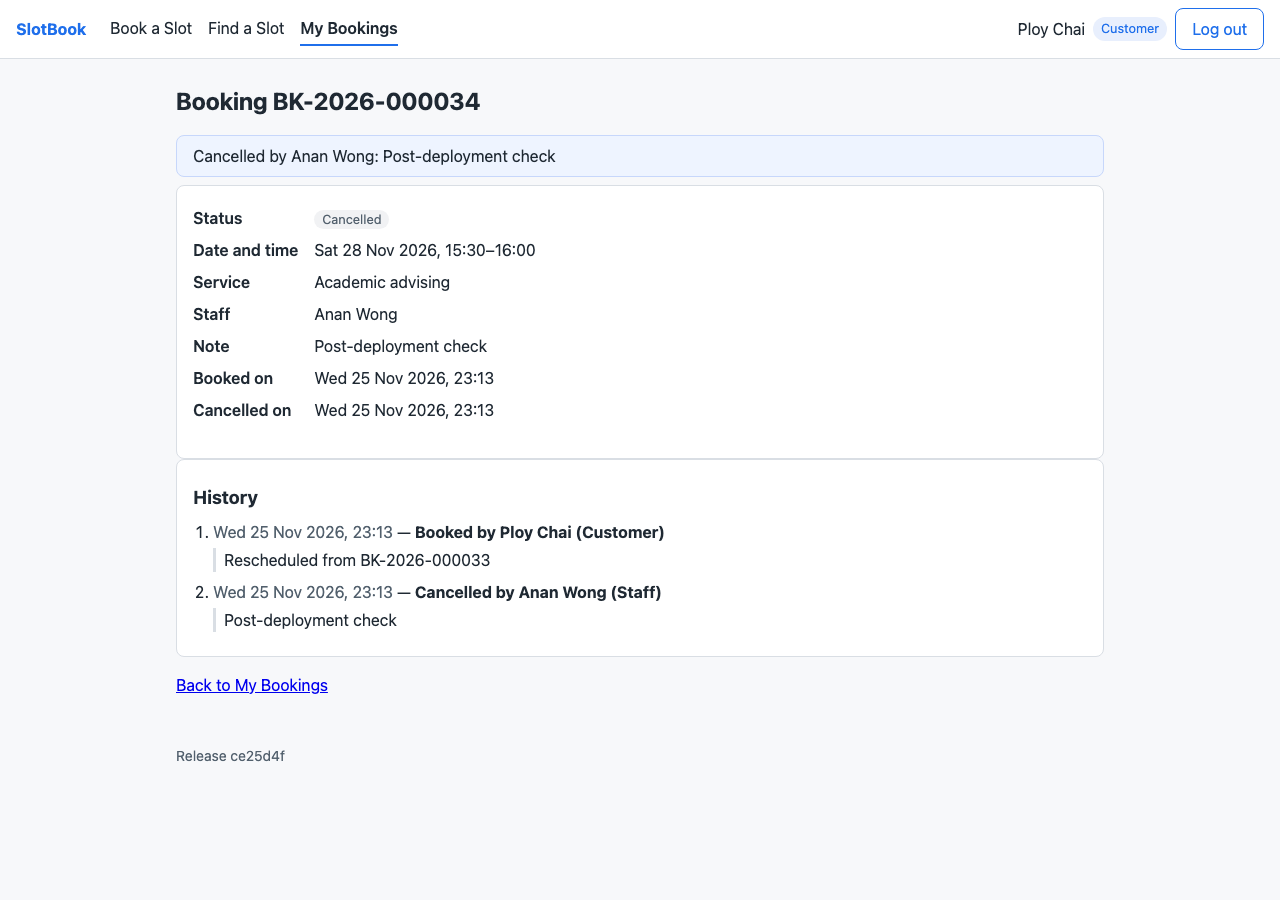 SlotBook Book a Slot Find a Slot My Bookings Ploy Chai Customer Log out
Booking BK-2026-000034
Cancelled by Anan Wong: Post-deployment check
Status Cancelled
Date and time Sat 28 Nov 2026, 15:30–16:00
Service Academic advising
Staff Anan Wong
Note Post-deployment check
Booked on Wed 25 Nov 2026, 23:13
Cancelled on Wed 25 Nov 2026, 23:13
History
1. Wed 25 Nov 2026, 23:13 — Booked by Ploy Chai (Customer)
Rescheduled from BK-2026-000033
2. Wed 25 Nov 2026, 23:13 — Cancelled by Anan Wong (Staff)
Post-deployment check
Back to My Bookings
Release ce25d4f